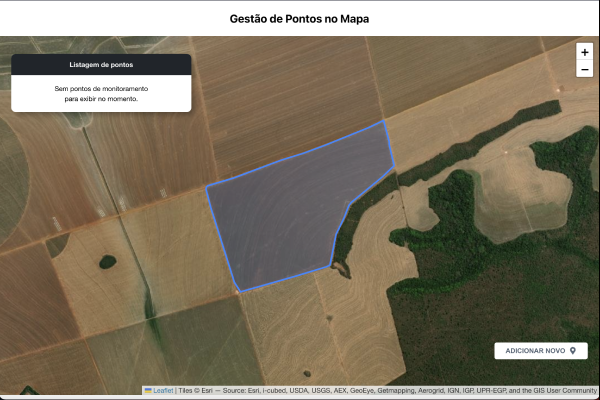 Gestão de Pontos no Mapa
Listagem de pontos
Sem pontos de monitoramento
para exibir no momento.
+
−
ADICIONAR NOVO
Leaflet | Tiles © Esri — Source: Esri, i-cubed, USDA, USGS, AEX, GeoEye, Getmapping, Aerogrid, IGN, IGP, UPR-EGP, and the GIS User Community